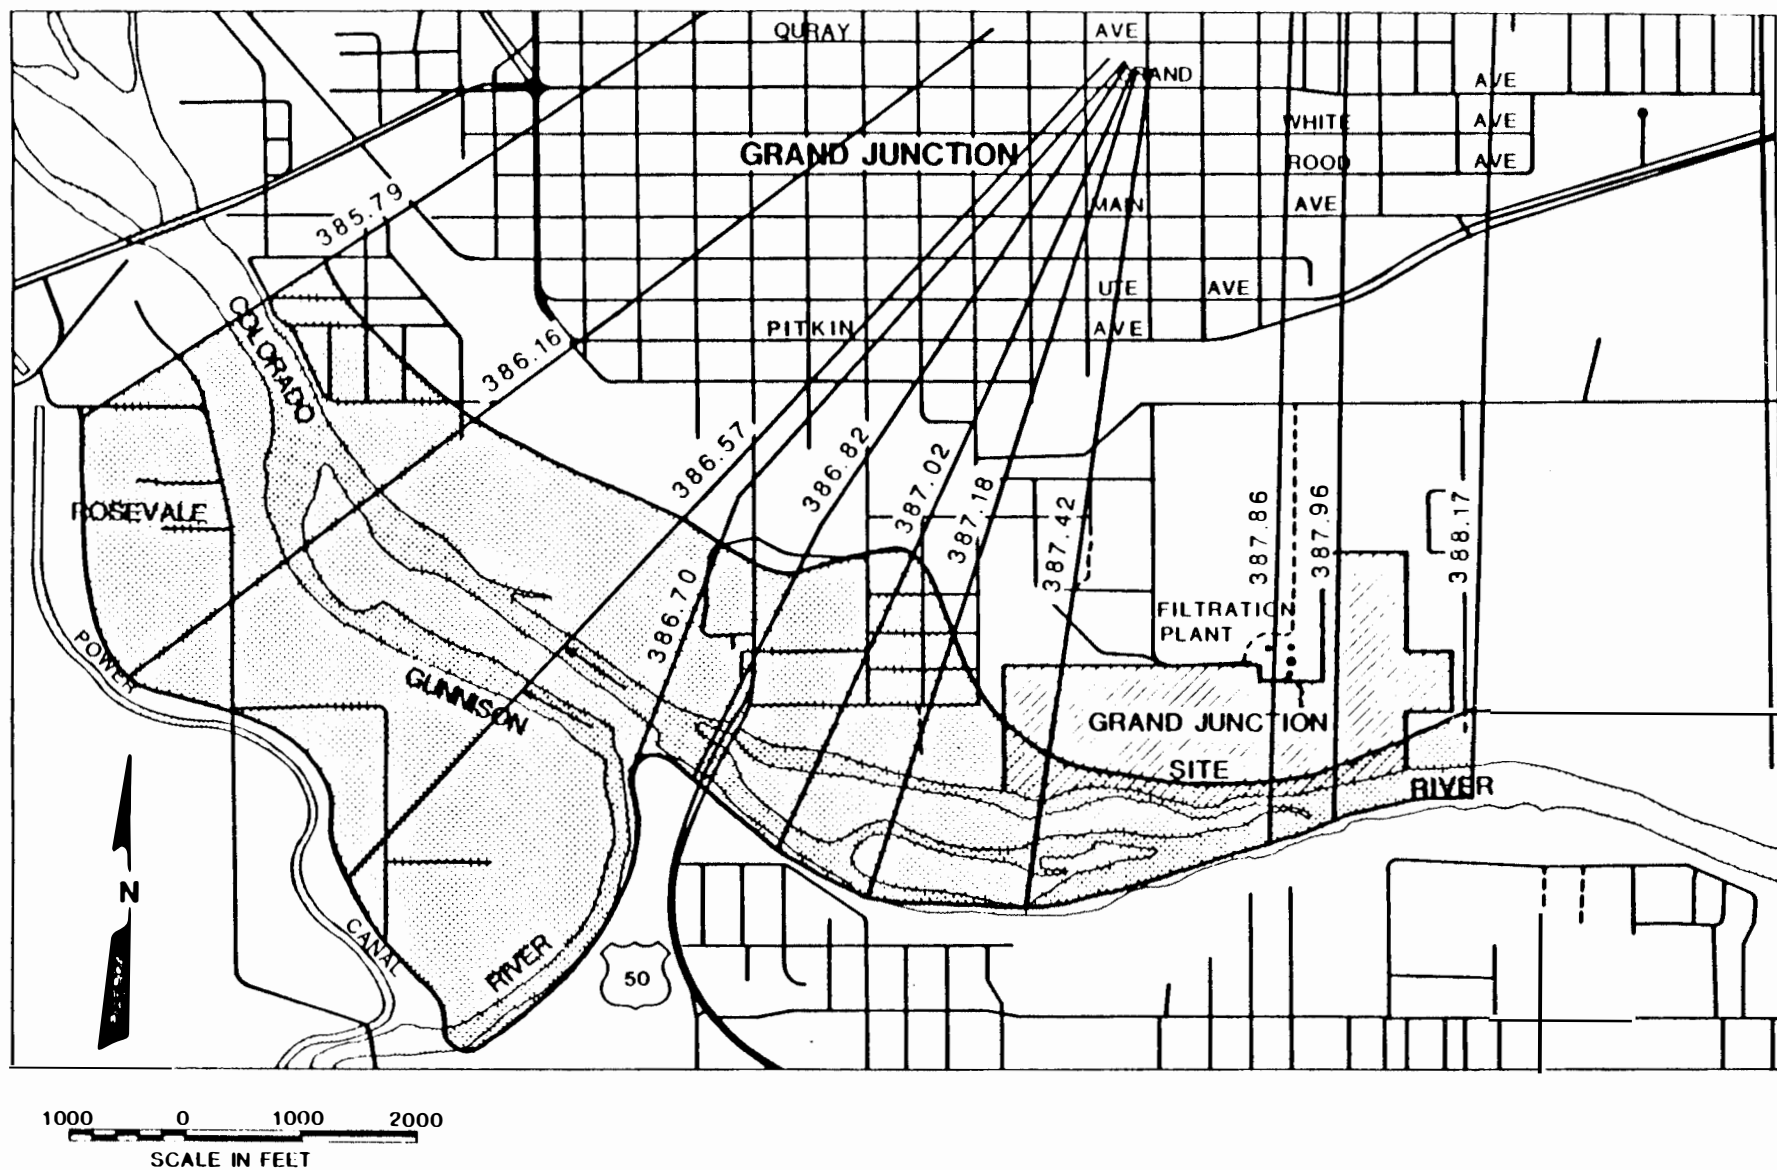 QURAY AVE
RAND AVE
WHITE AVE
GRAND JUNCTION
ROOD AVE
MAIN AVE
385.79
UTE AVE
PITKIN AVE
COLORADO
386.16
386.57
386.82
387.02
387.18
387.42
387.86
387.96
388.17
ROSEVALE
386.70
FILTRATION
PLANT
POWER
GUNNISON
GRAND JUNCTION
SITE
RIVER
N
CANAL
RIVER
50
1000 0 1000 2000
SCALE IN FEET